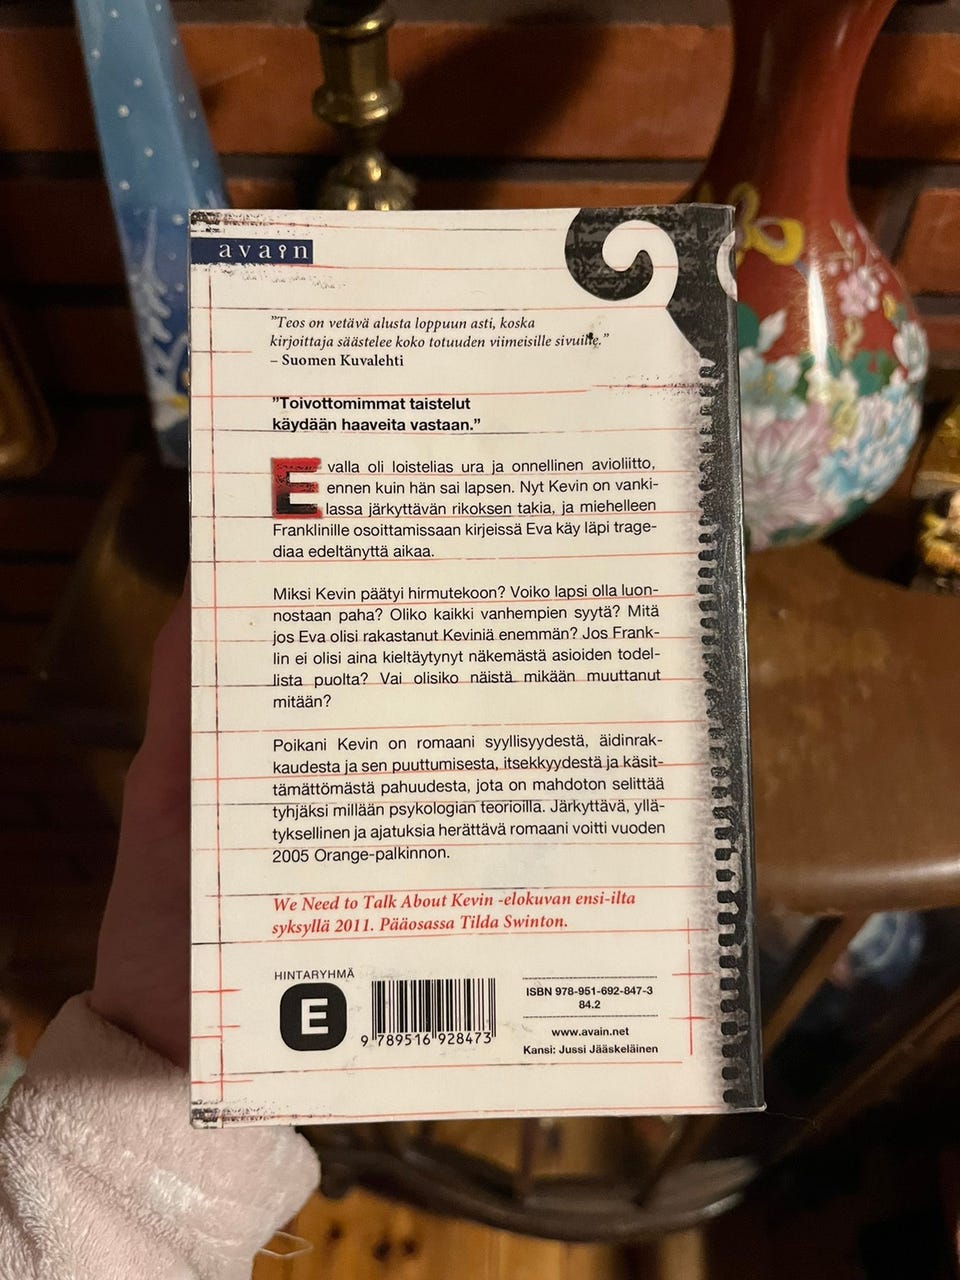 avain
"Teos on vetävä alusta loppuun asti, koska
kirjoittaja säästelee koko totuuden viimeisille sivuille."
– Suomen Kuvalehti
"Toivottomimmat taistelut
käydään haaveita vastaan."
Evalla oli loistelias ura ja onnellinen avioliitto,
ennen kuin hän sai lapsen. Nyt Kevin on vanki-
lassa järkyttävän rikoksen takia, ja miehelleen
Franklinille osoittamissaan kirjeissä Eva käy läpi trage-
diaa edeltänyttä aikaa.
Miksi Kevin päätyi hirmutekoon? Voiko lapsi olla luon-
nostaan paha? Oliko kaikki vanhempien syytä? Mitä
jos Eva olisi rakastanut Keviniä enemmän? Jos Frank-
lin ei olisi aina kieltäytynyt näkemästä asioiden todel-
lista puolta? Vai olisiko näistä mikään muuttanut
mitään?
Poikani Kevin on romaani syyllisyydestä, äidinrak-
kaudesta ja sen puuttumisesta, itsekkyydestä ja käsit-
tämättömästä pahuudesta, jota on mahdoton selittää
tyhjäksi millään psykologian teorioilla. Järkyttävä, yllä-
tyksellinen ja ajatuksia herättävä romaani voitti vuoden
2005 Orange-palkinnon.
We Need to Talk About Kevin -elokuvan ensi-ilta
syksyllä 2011. Pääosassa Tilda Swinton.
HINTARYHMÄ
E
9 789516 928473
ISBN 978-951-692-847-3
84.2
www.avain.net
Kansi: Jussi Jääskeläinen